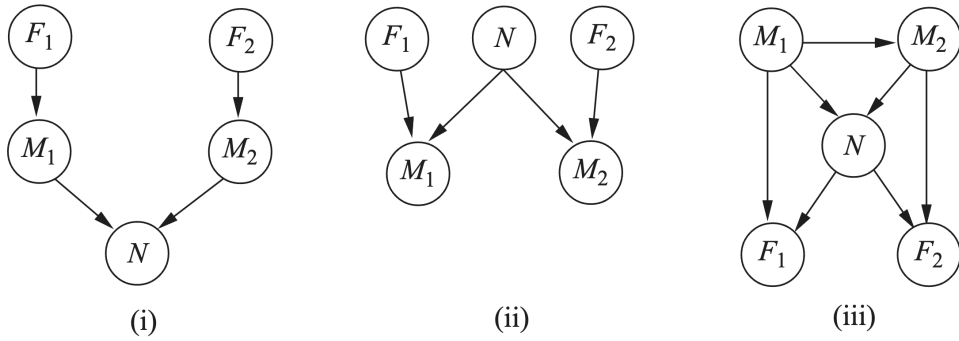 F₁ F₂ F₁ N F₂ M₁ M₂
M₁ M₂ M₁ M₂ N
N F₁ F₂
(i) (ii) (iii)